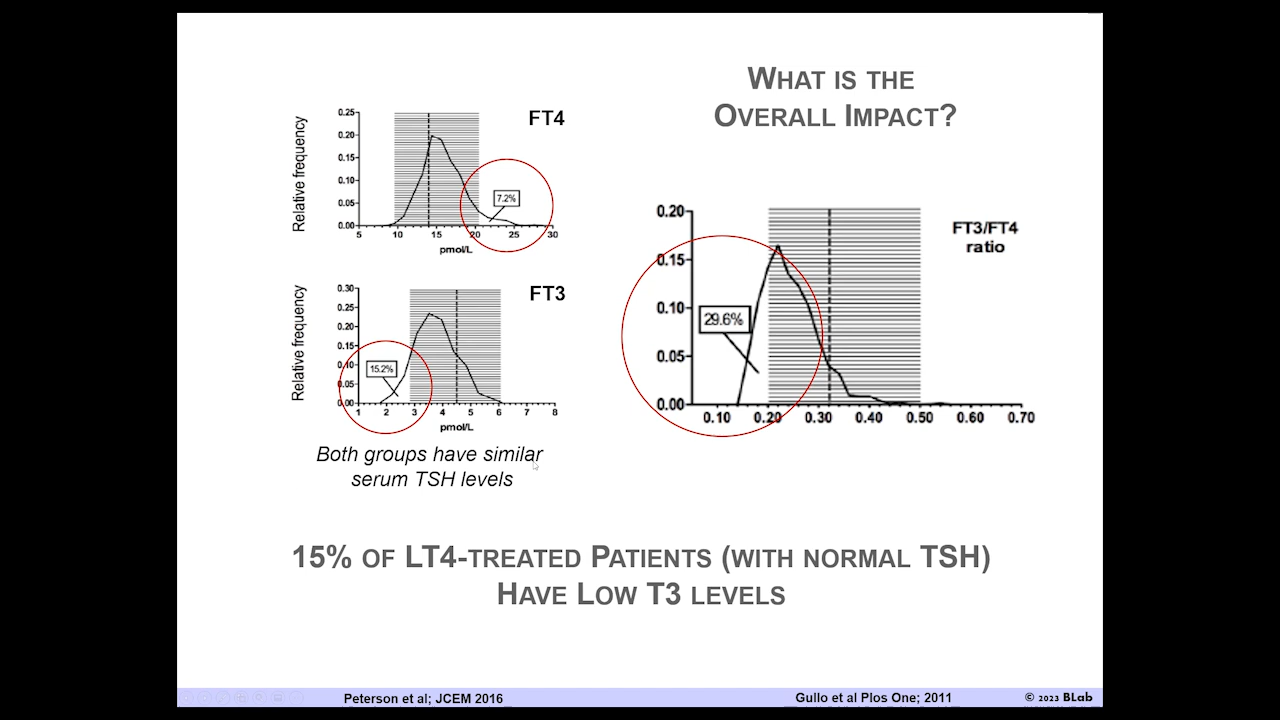 WHAT IS THE
OVERALL IMPACT?
FT4
Relative frequency
0.25
0.20
0.15
0.10
0.05
0.00
7.2%
5 10 15 20 25 30
pmol/L
FT3
Relative frequency
0.30
0.25
0.20
0.15
0.10
0.05
0.00
15.2%
1 2 3 4 5 6 7 8
pmol/L
Both groups have similar
serum TSH levels
FT3/FT4
ratio
0.20
0.15
0.10
0.05
0.00
29.6%
0.10 0.20 0.30 0.40 0.50 0.60 0.70
15% OF LT4-TREATED PATIENTS (WITH NORMAL TSH)
HAVE LOW T3 LEVELS
Peterson et al; JCEM 2016
Gullo et al Plos One; 2011
© 2023 BLab